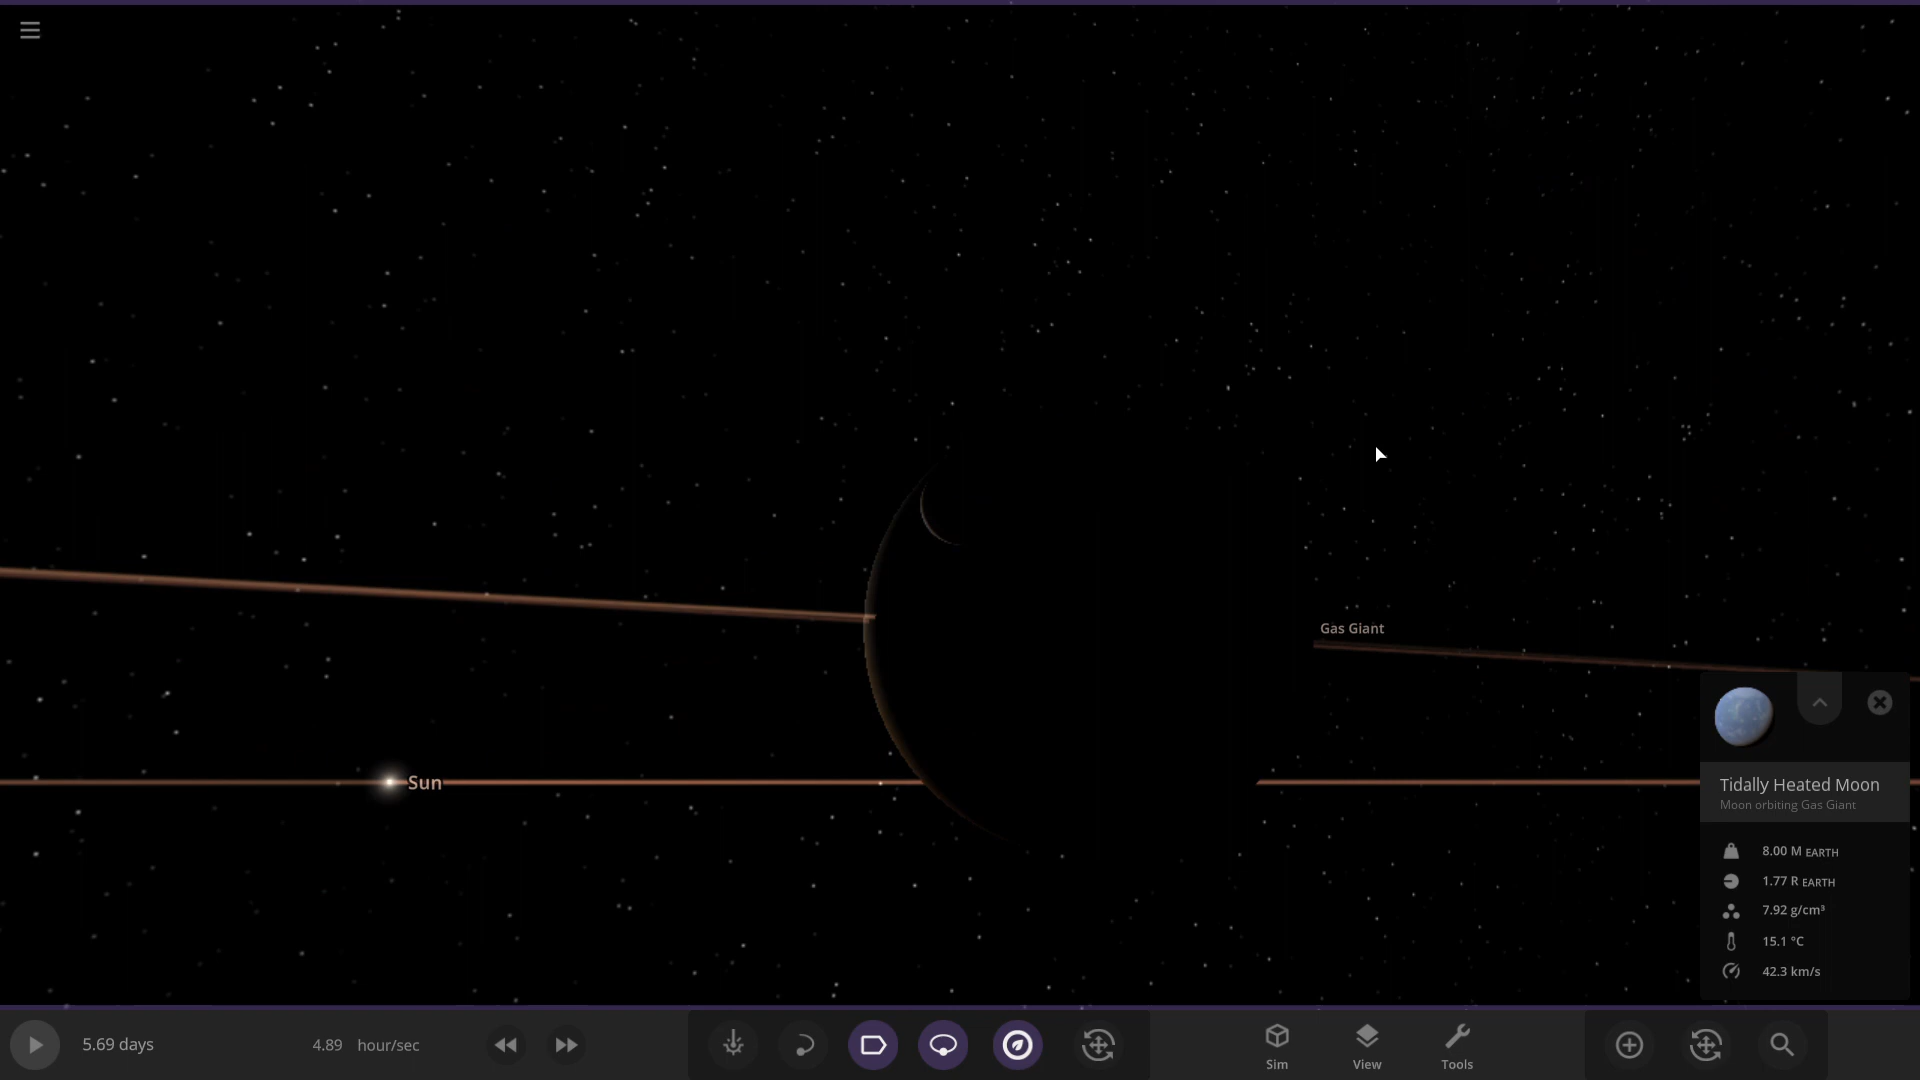 Gas Giant
Sun
Tidally Heated Moon
Moon orbiting Gas Giant
8.00 M EARTH
1.77 R EARTH
7.92 g/cm³
15.1 °C
42.3 km/s
5.69 days
4.89 hour/sec
Sim
View
Tools